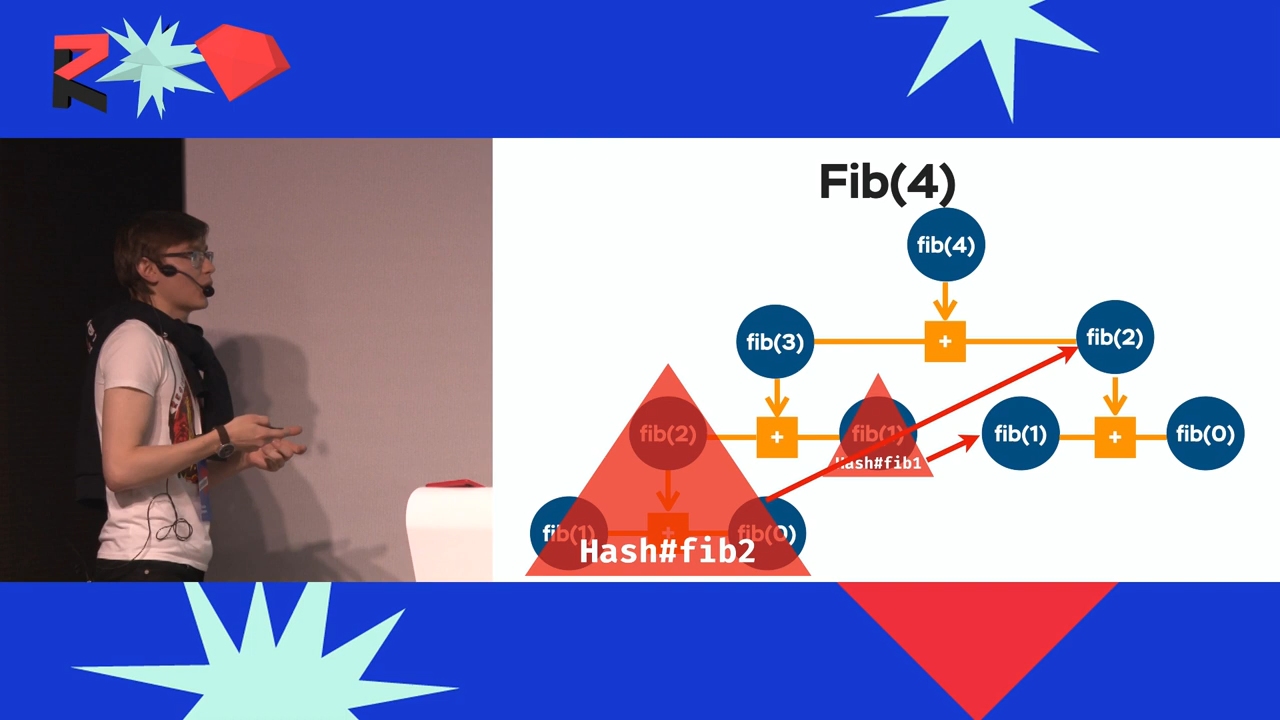 Fib(4)
fib(4)
fib(3)
+
fib(2)
fib(2)
+
fib(1)
fib(1)
+
fib(0)
Hash#fib1
fib(1)
+
fib(0)
Hash#fib2